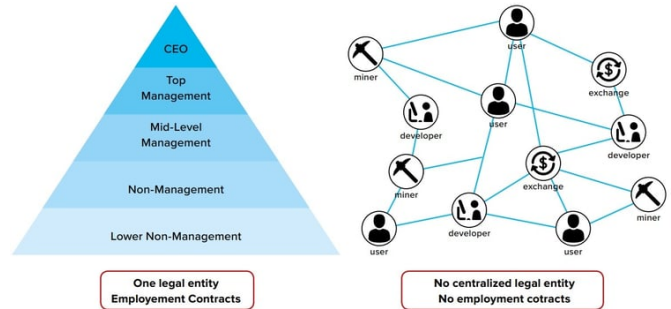 CEO
Top
Management
Mid-Level
Management
Non-Management
Lower Non-Management
One legal entity
Employement Contracts
user
miner
exchange
user
developer
developer
miner
exchange
miner
user
developer
user
No centralized legal entity
No employment cotracts